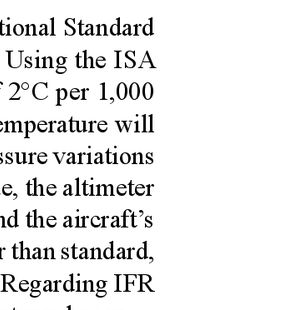 tional Standard
Using the ISA
2°C per 1,000
emperature will
ssure variations
e, the altimeter
nd the aircraft's
r than standard,
Regarding IFR